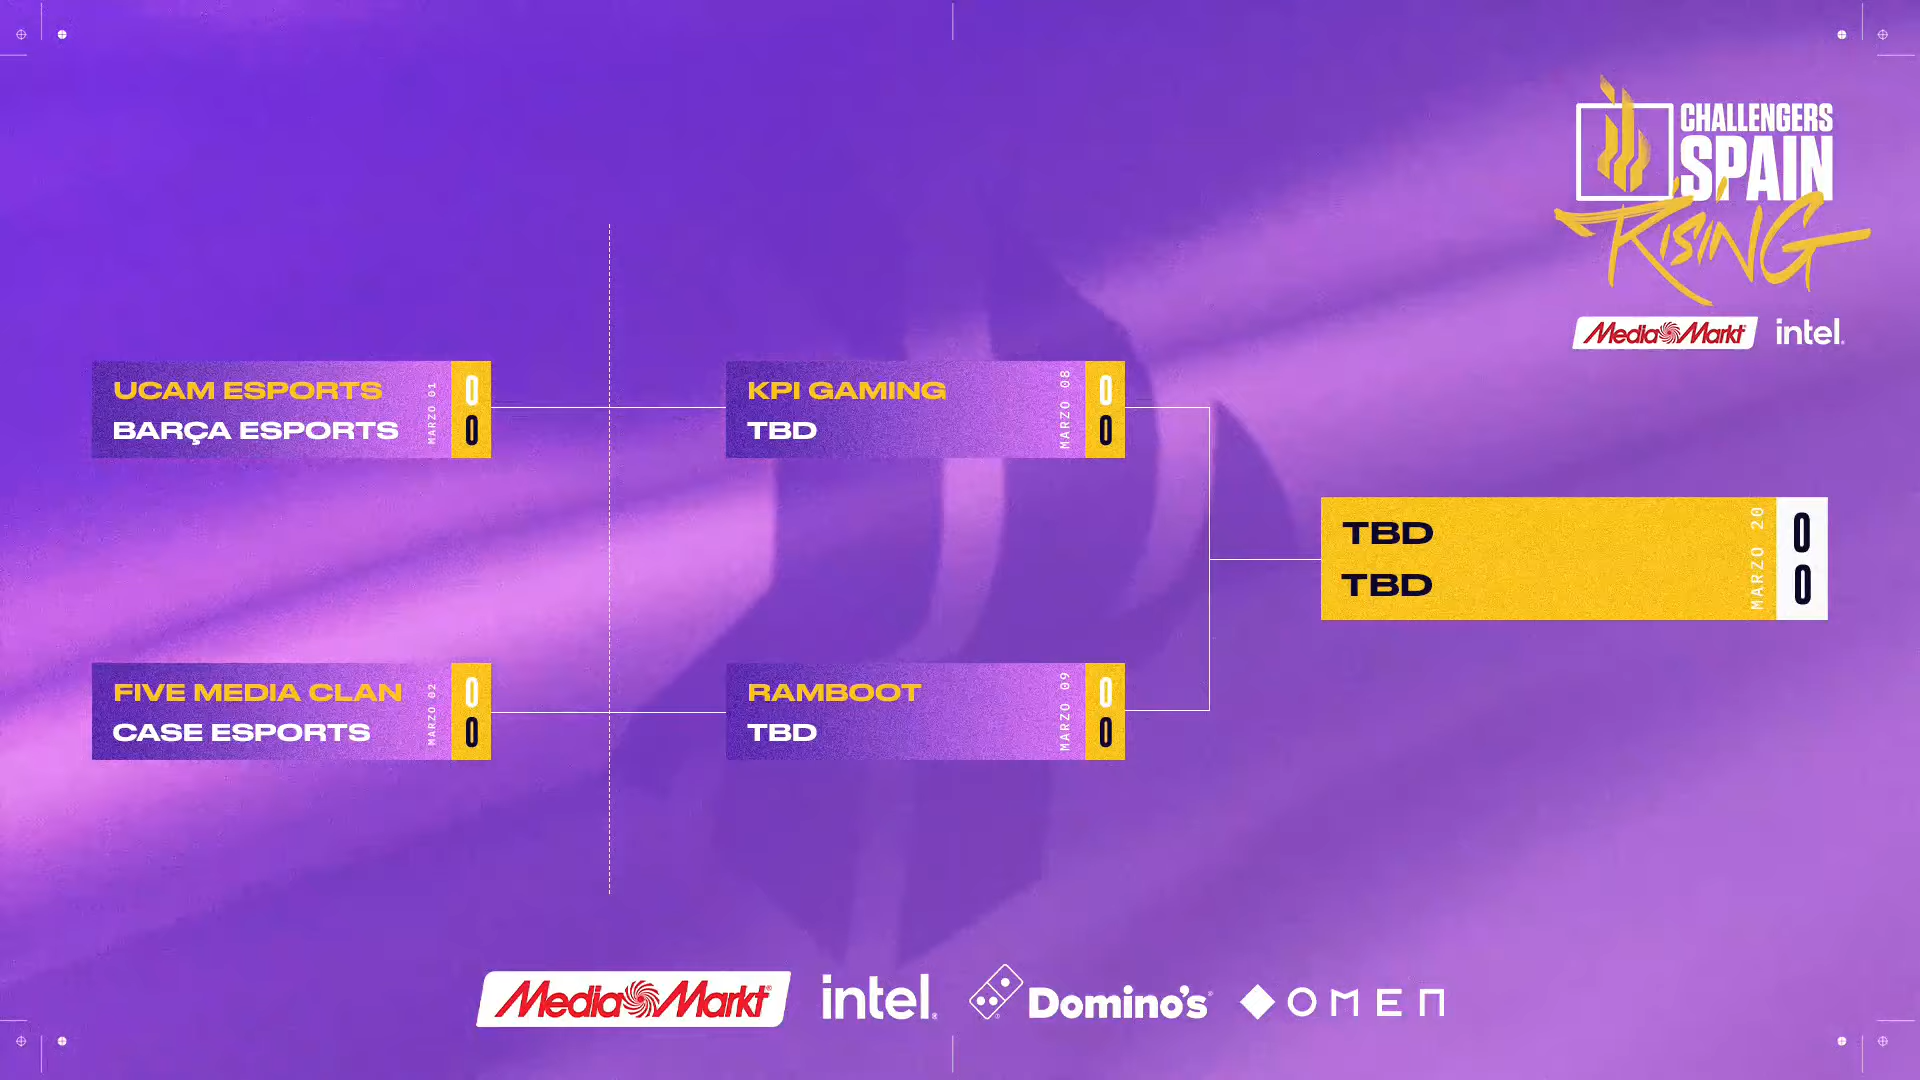 CHALLENGERS
SPAIN
RiSiNG
MediaMarkt
intel.
UCAM ESPORTS
0
BARÇA ESPORTS
0
MARZO 01
KPI GAMING
0
TBD
0
MARZO 08
TBD
0
TBD
0
MARZO 20
FIVE MEDIA CLAN
0
CASE ESPORTS
0
MARZO 02
RAMBOOT
0
TBD
0
MARZO 09
MediaMarkt
intel.
Domino's
OMEN